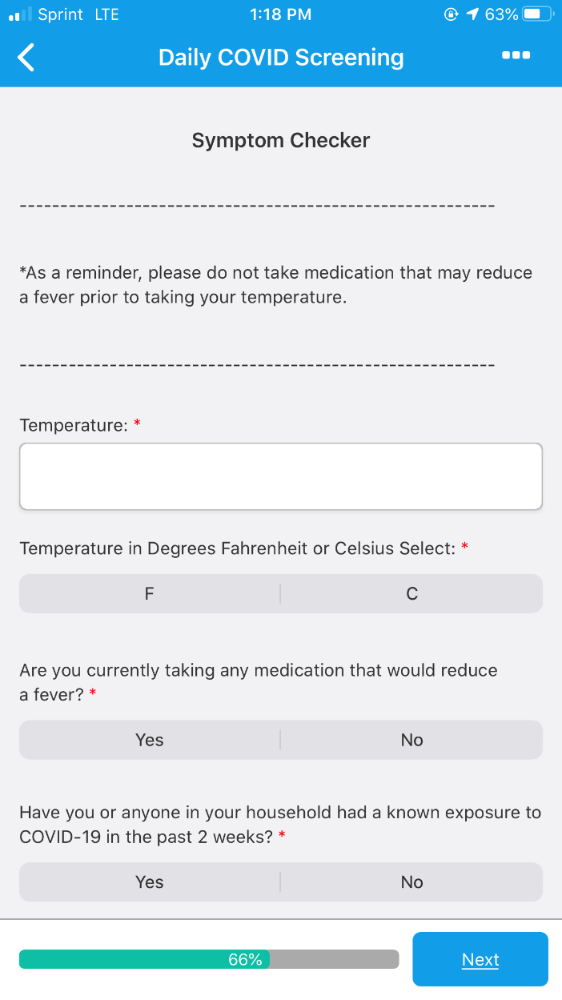 Sprint LTE 1:18 PM 63%
Daily COVID Screening
Symptom Checker
----------------------------------------------------------
*As a reminder, please do not take medication that may reduce
a fever prior to taking your temperature.
----------------------------------------------------------
Temperature: *
Temperature in Degrees Fahrenheit or Celsius Select: *
F C
Are you currently taking any medication that would reduce
a fever? *
Yes No
Have you or anyone in your household had a known exposure to
COVID-19 in the past 2 weeks? *
Yes No
66% Next